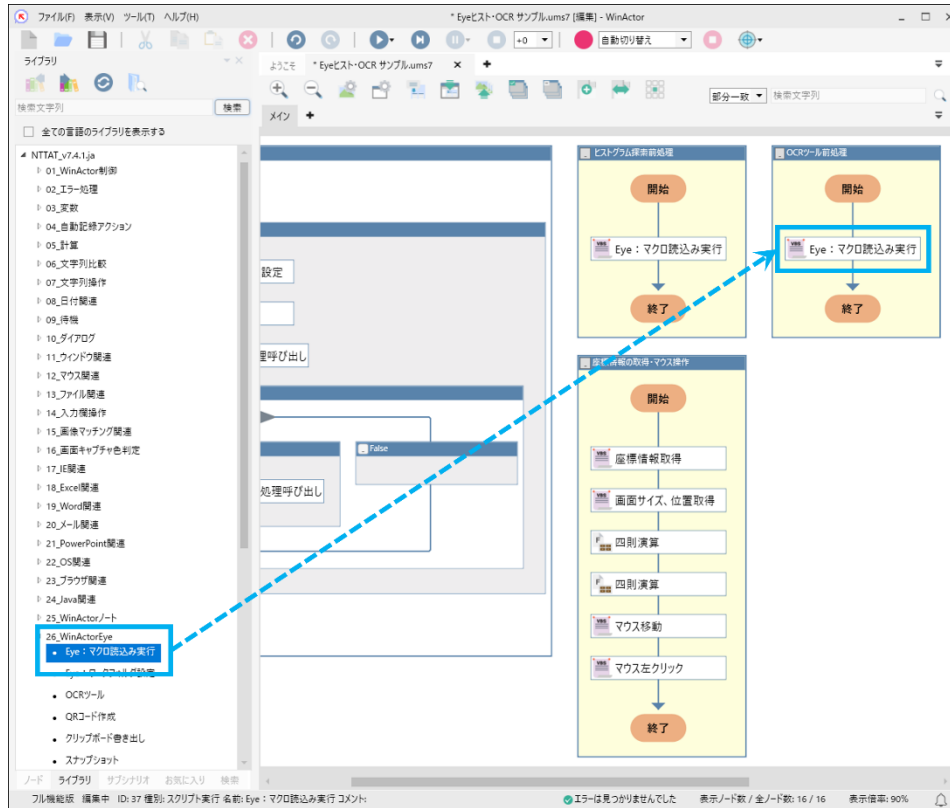 ファイル(F) 表示(V) ツール(T) ヘルプ(H)
* Eyeヒスト・OCR サンプル.ums7 [編集] - WinActor
+0
自動切り替え
ライブラリ
ようこそ
* Eyeヒスト・OCR サンプル.ums7
検索文字列
検索
部分一致
検索文字列
全ての言語のライブラリを表示する
メイン
NTTAT_v7.4.1.ja
01_WinActor制御
02_エラー処理
03_変数
04_自動記録アクション
05_計算
06_文字列比較
07_文字列操作
08_日付関連
09_待機
10_ダイアログ
11_ウィンドウ関連
12_マウス関連
13_ファイル関連
14_入力欄操作
15_画像マッチング関連
16_画面キャプチャ色判定
17_IE関連
18_Excel関連
19_Word関連
20_メール関連
21_PowerPoint関連
22_OS関連
23_ブラウザ関連
24_Java関連
25_WinActorノート
26_WinActorEye
Eye：マクロ読込み実行
Eye：ワークフォルダ設定
OCRツール
QRコード作成
クリップボード書き出し
スナップショット
ノード ライブラリ サブシナリオ お気に入り 検索
設定
理呼び出し
False
処理呼び出し
ヒストグラム探索前処理
開始
Eye：マクロ読込み実行
終了
OCRツール前処理
開始
Eye：マクロ読込み実行
終了
座標情報の取得・マウス操作
開始
座標情報取得
画面サイズ、位置取得
四則演算
四則演算
マウス移動
マウス左クリック
終了
フル機能版 編集中 ID: 37 種別: スクリプト実行 名前: Eye：マクロ読込み実行 コメント:
エラーは見つかりませんでした
表示ノード数 / 全ノード数: 16 / 16
表示倍率: 90%